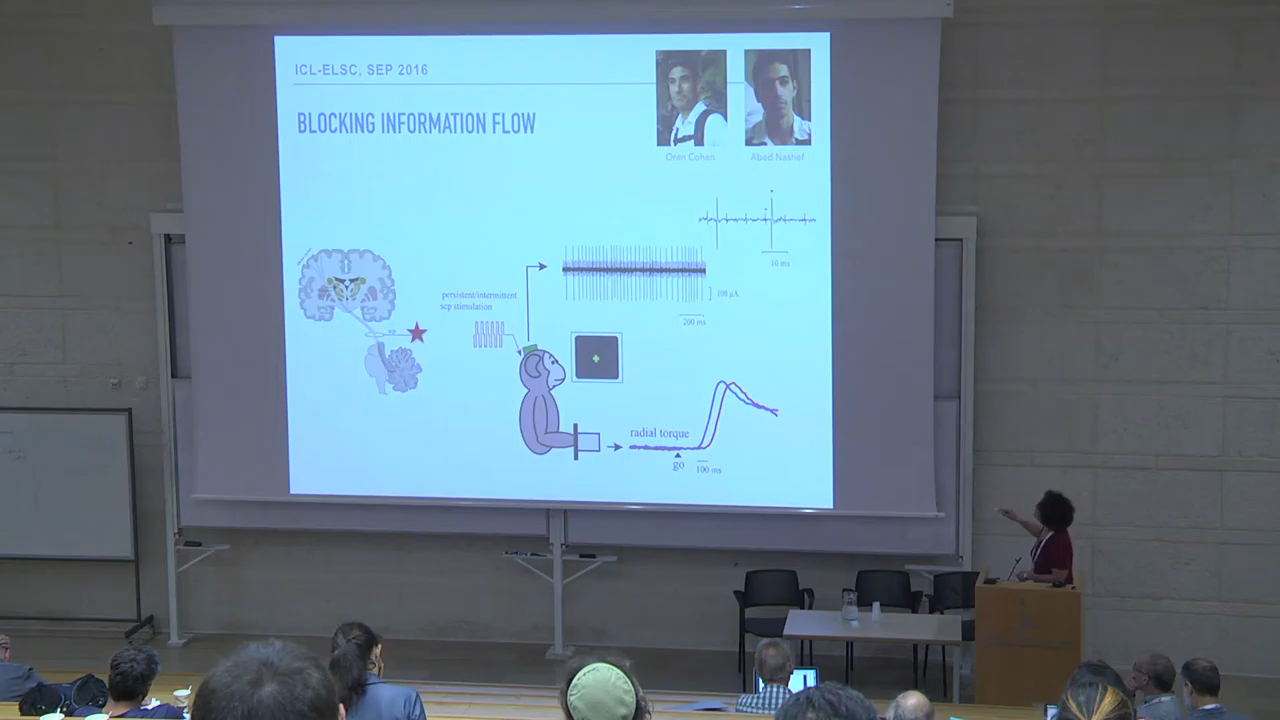 ICL-ELSC, SEP 2016
BLOCKING INFORMATION FLOW
Oren Cohen
Abed Nashef
10 ms
persistent/intermittent
scp stimulation
100 µA
200 ms
scp
radial torque
go
100 ms